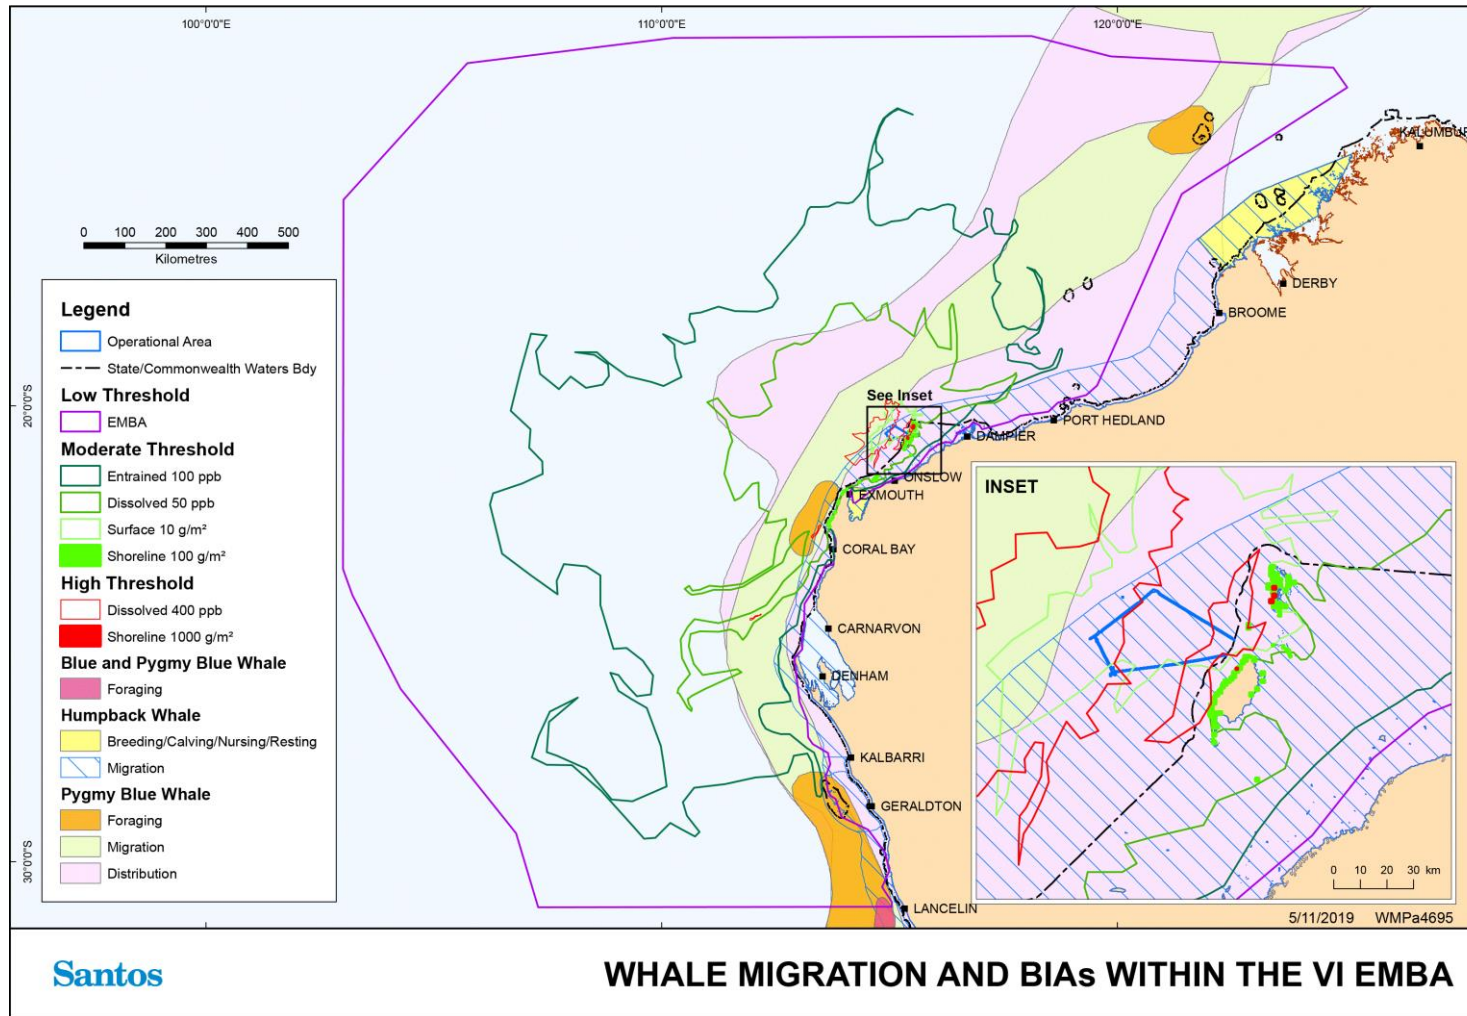 100°0'0"E
110°0'0"E
120°0'0"E
KALUMBUR
DERBY
BROOME
0 100 200 300 400 500
Kilometres
Legend
Operational Area
State/Commonwealth Waters Bdy
Low Threshold
EMBA
Moderate Threshold
Entrained 100 ppb
Dissolved 50 ppb
Surface 10 g/m²
Shoreline 100 g/m²
High Threshold
Dissolved 400 ppb
Shoreline 1000 g/m²
Blue and Pygmy Blue Whale
Foraging
Humpback Whale
Breeding/Calving/Nursing/Resting
Migration
Pygmy Blue Whale
Foraging
Migration
Distribution
20°0'0"S
30°0'0"S
See Inset
PORT HEDLAND
DAMPIER
ONSLOW
EXMOUTH
CORAL BAY
CARNARVON
DENHAM
KALBARRI
GERALDTON
LANCELIN
INSET
0 10 20 30 km
5/11/2019 WMPa4695
Santos
WHALE MIGRATION AND BIAs WITHIN THE VI EMBA